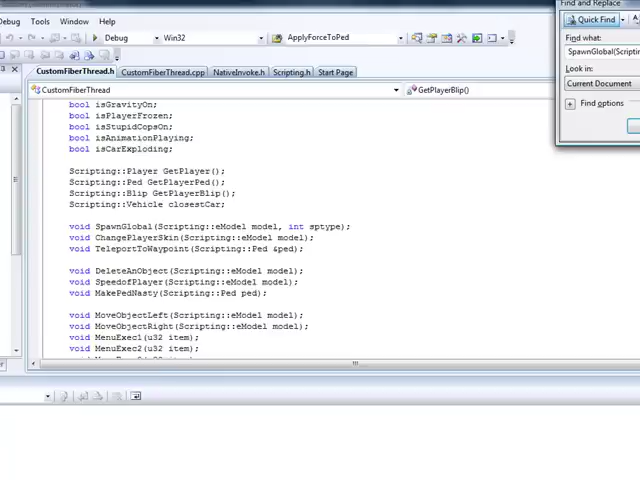 Find and Replace
Debug Tools Window Help
Quick Find
Debug Win32 ApplyForceToPed
Find what:
SpawnGlobal(Scriptin
CustomFiberThread.h CustomFiberThread.cpp NativeInvoke.h Scripting.h Start Page
Look in:
CustomFiberThread GetPlayerBlip()
Current Document
Find options
bool isGravityOn;
bool isPlayerFrozen;
bool isStupidCopsOn;
bool isAnimationPlaying;
bool isCarExploding;
Scripting::Player GetPlayer();
Scripting::Ped GetPlayerPed();
Scripting::Blip GetPlayerBlip();
Scripting::Vehicle closestCar;
void SpawnGlobal(Scripting::eModel model, int sptype);
void ChangePlayerSkin(Scripting::eModel model);
void TeleportToWaypoint(Scripting::Ped &ped);
void DeleteAnObject(Scripting::eModel model);
void SpeedofPlayer(Scripting::eModel model);
void MakePedNasty(Scripting::Ped ped);
void MoveObjectLeft(Scripting::eModel model);
void MoveObjectRight(Scripting::eModel model);
void MenuExec1(u32 item);
void MenuExec2(u32 item);